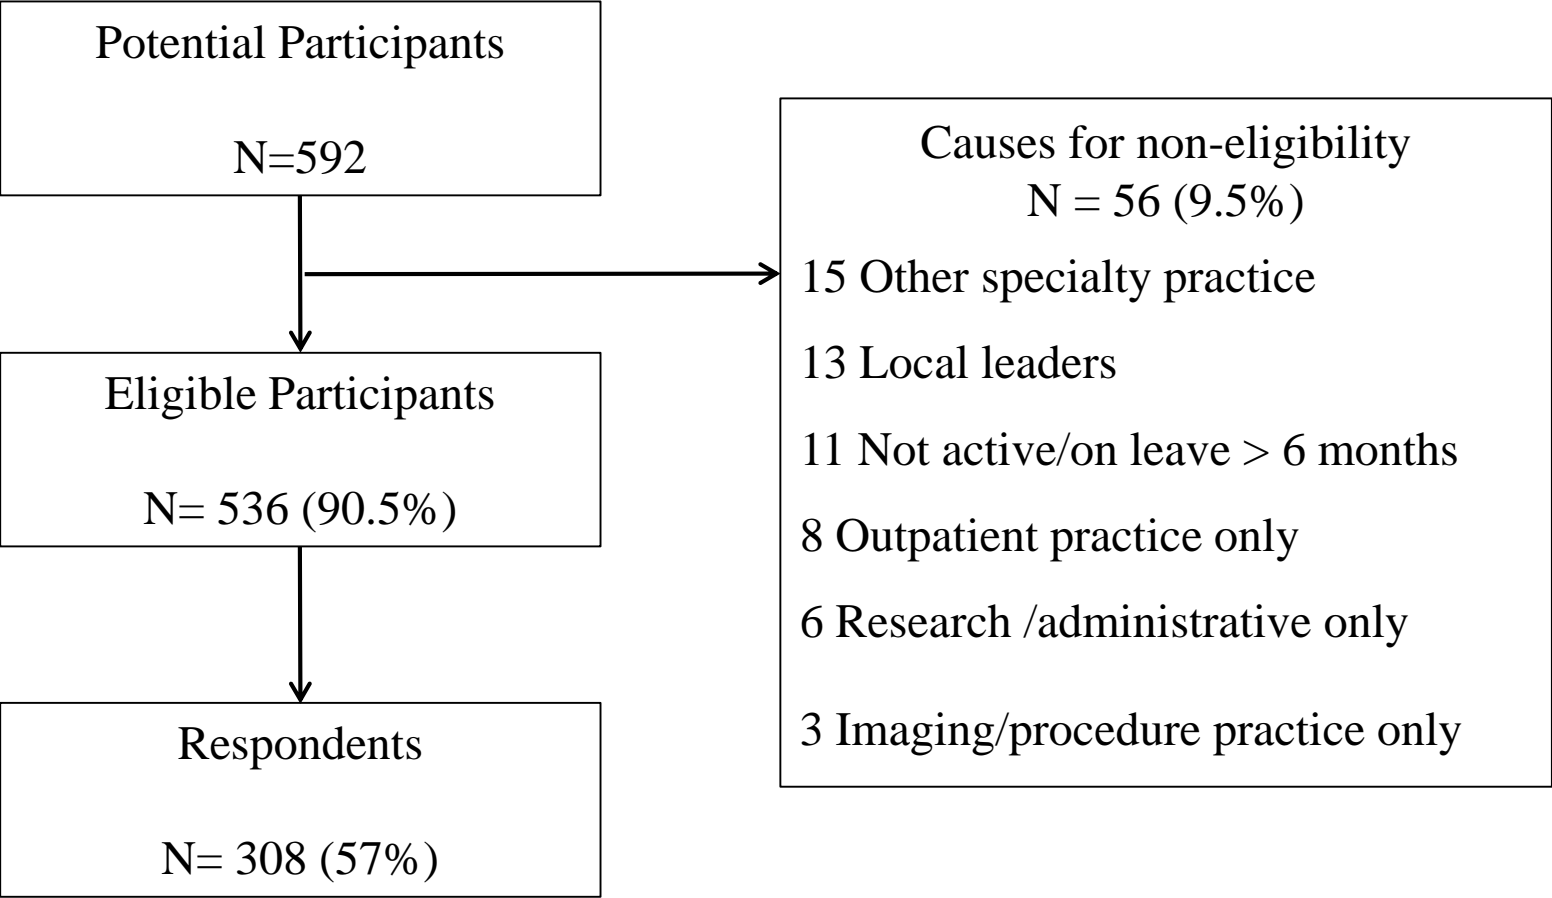 Potential Participants
N=592
Causes for non-eligibility
N = 56 (9.5%)
15 Other specialty practice
13 Local leaders
11 Not active/on leave > 6 months
8 Outpatient practice only
6 Research /administrative only
3 Imaging/procedure practice only
Eligible Participants
N= 536 (90.5%)
Respondents
N= 308 (57%)